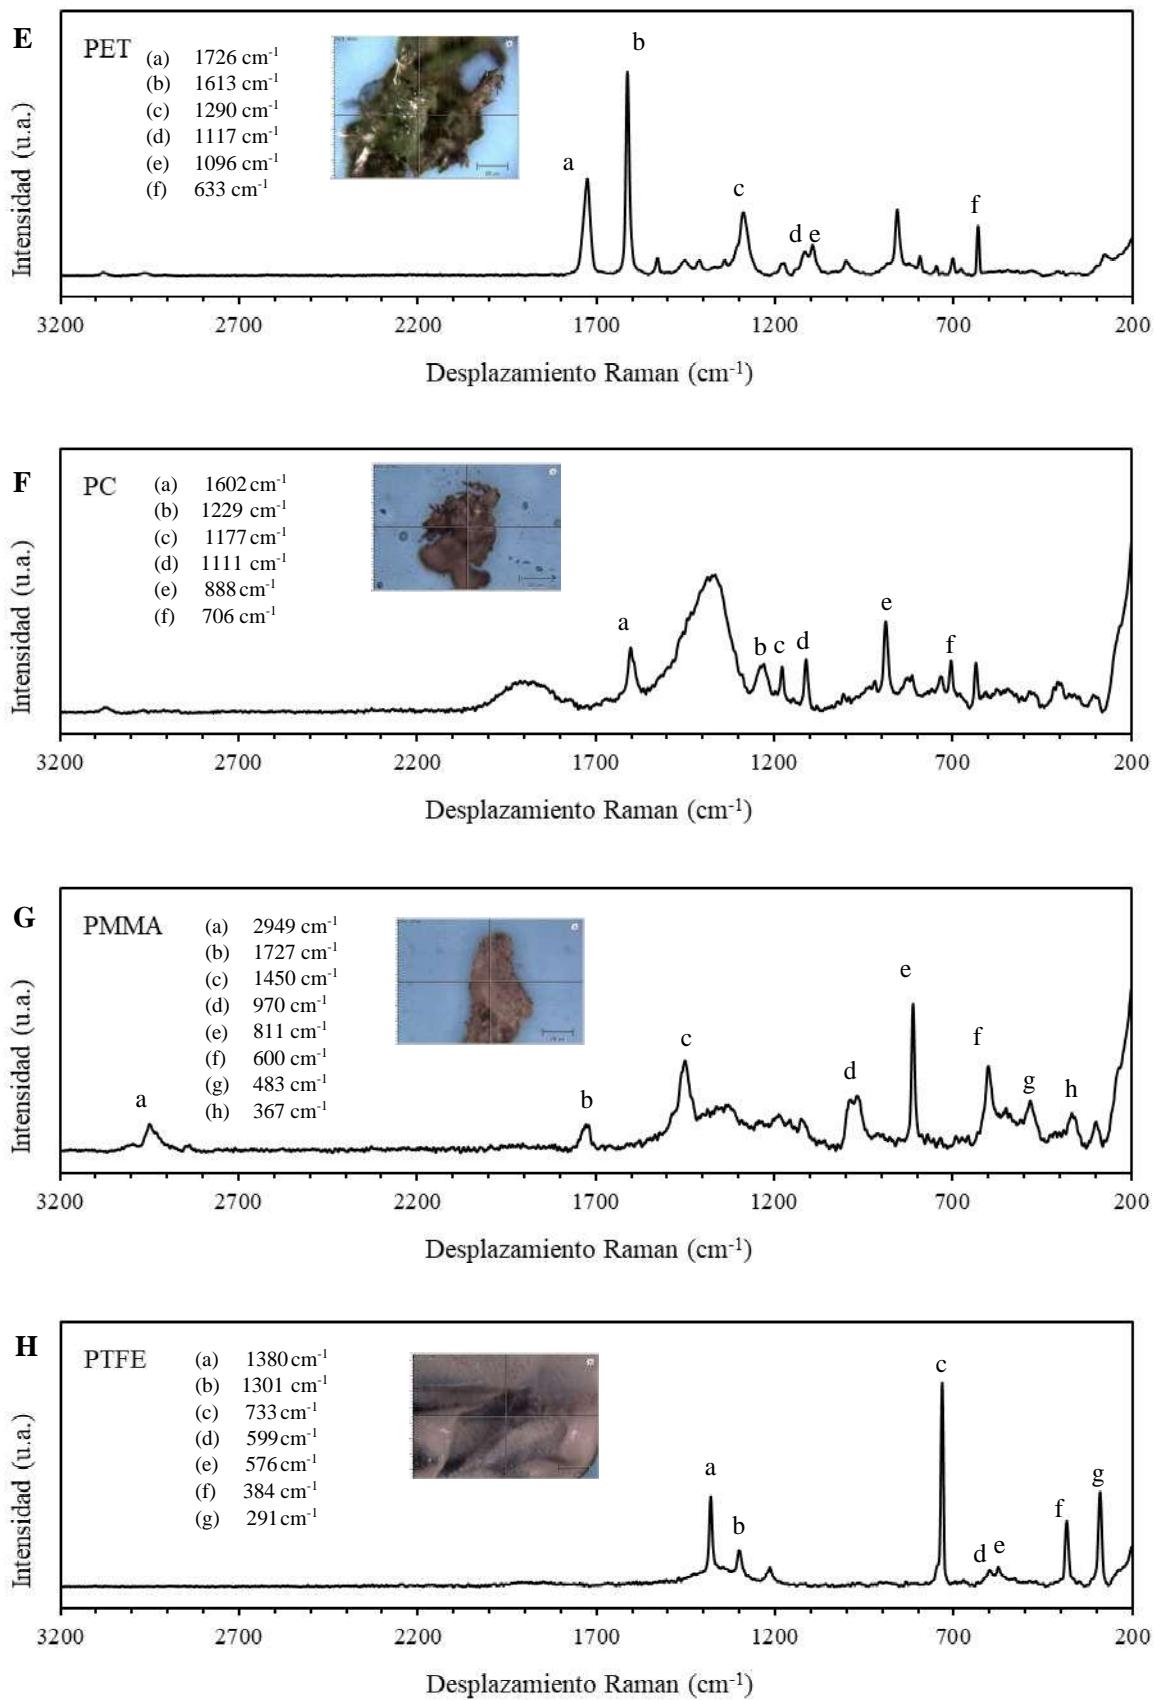 E
PET
(a) 1726 cm-1
(b) 1613 cm-1
(c) 1290 cm-1
(d) 1117 cm-1
(e) 1096 cm-1
(f) 633 cm-1
a
b
c
d e
f
Intensidad (u.a.)
3200 2700 2200 1700 1200 700 200
Desplazamiento Raman (cm-1)
F
PC
(a) 1602 cm-1
(b) 1229 cm-1
(c) 1177 cm-1
(d) 1111 cm-1
(e) 888 cm-1
(f) 706 cm-1
a
b c d
e
f
Intensidad (u.a.)
3200 2700 2200 1700 1200 700 200
Desplazamiento Raman (cm-1)
G
PMMA
(a) 2949 cm-1
(b) 1727 cm-1
(c) 1450 cm-1
(d) 970 cm-1
(e) 811 cm-1
(f) 600 cm-1
(g) 483 cm-1
(h) 367 cm-1
a
b
c
d
e
f
g
h
Intensidad (u.a.)
3200 2700 2200 1700 1200 700 200
Desplazamiento Raman (cm-1)
H
PTFE
(a) 1380 cm-1
(b) 1301 cm-1
(c) 733 cm-1
(d) 599 cm-1
(e) 576 cm-1
(f) 384 cm-1
(g) 291 cm-1
a
b
c
d e
f
g
Intensidad (u.a.)
3200 2700 2200 1700 1200 700 200
Desplazamiento Raman (cm-1)